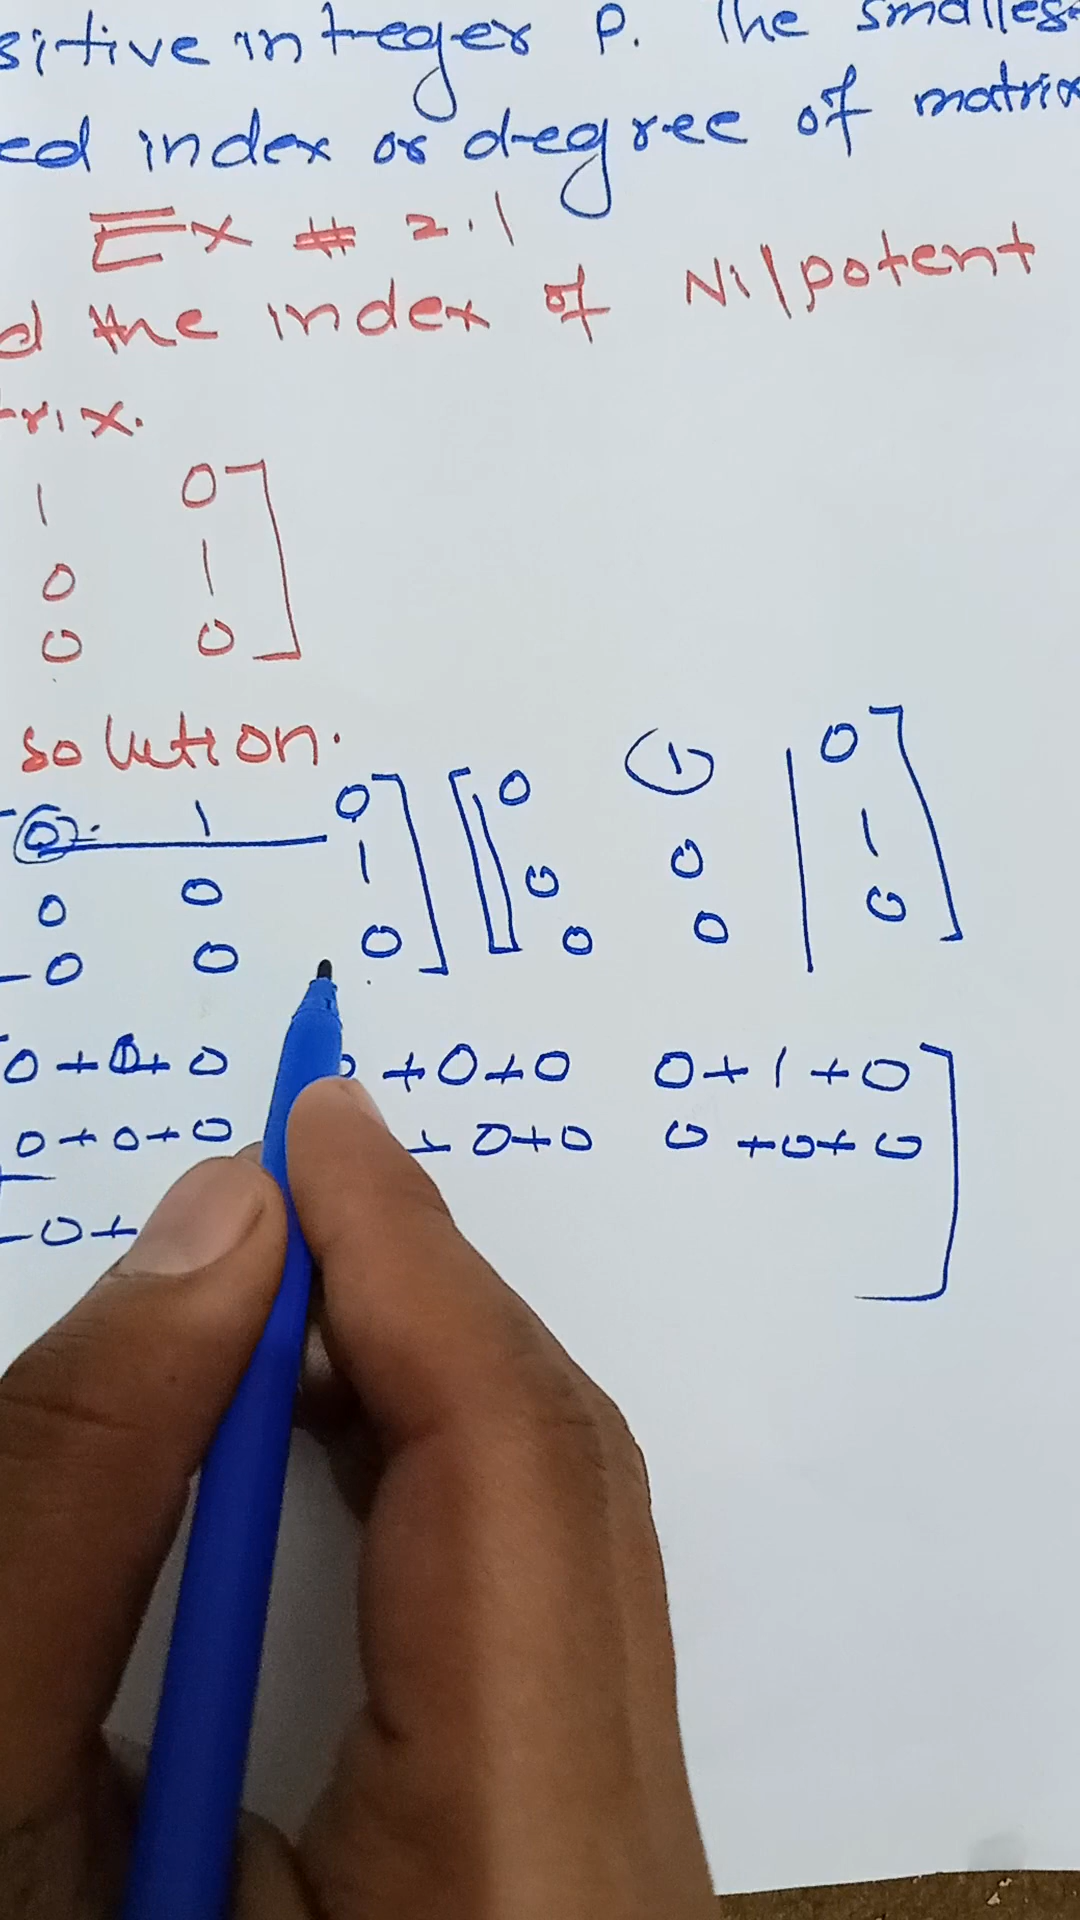 sitive integer P. The smalles
ed index or degree of matrix
Ex # 2.1
d the index of Nilpotent
trix.
1 0
0 1
0 0
solution.
0 1 0 0 1 0
0 0 1 0 0 1
0 0 0 0 0 0
0+0+0 +0+0 0+1+0
0+0+0 + 0+0 0+0+0
0+